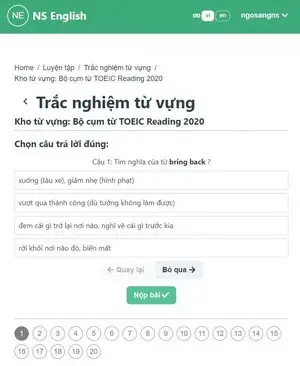 NE NS English vi en ngosangns
Home / Luyện tập / Trắc nghiệm từ vựng /
Kho từ vựng: Bộ cụm từ TOEIC Reading 2020
Trắc nghiệm từ vựng
Kho từ vựng: Bộ cụm từ TOEIC Reading 2020
Chọn câu trả lời đúng:
Câu 1: Tìm nghĩa của từ bring back ?
xuống (tàu xe), giảm nhẹ (hình phạt)
vượt qua thành công (dù tưởng không làm được)
đem cái gì trở lại nơi nào, nghĩ về cái gì trước kia
rời khỏi nơi nào đó, biến mất
← Quay lại Bỏ qua →
Nộp bài ✓
1 2 3 4 5 6 7 8 9 10 11 12 13 14 15
16 17 18 19 20